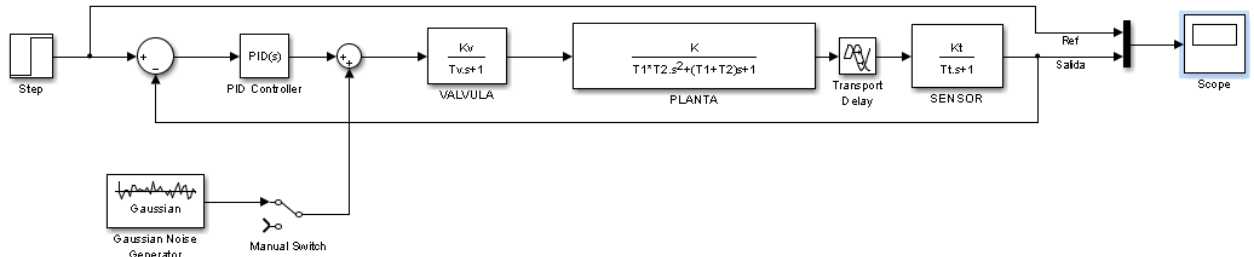 Step
+
−
PID(s)
PID Controller
+
+
Kv
Tv.s+1
VALVULA
K
T1*T2.s²+(T1+T2)s+1
PLANTA
Transport
Delay
Kt
Tt.s+1
SENSOR
Ref
Salida
Scope
Gaussian
Gaussian Noise
Generator
Manual Switch